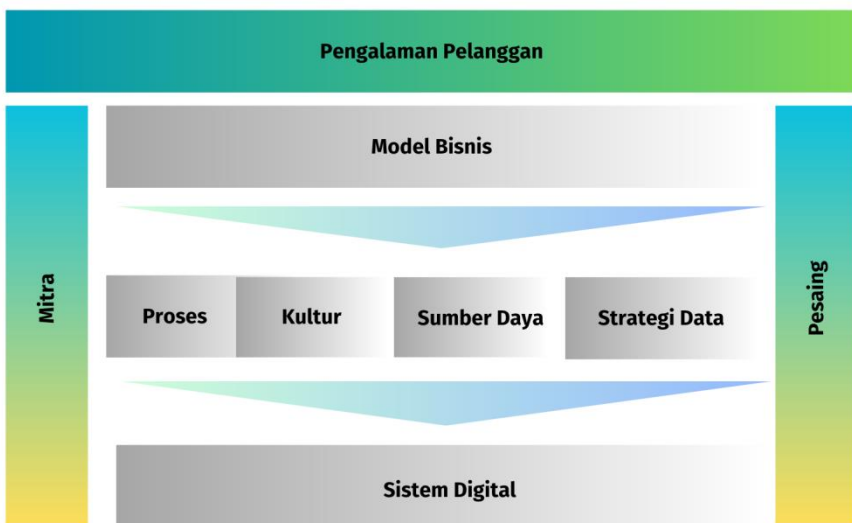 Pengalaman Pelanggan
Mitra
Model Bisnis
Proses
Kultur
Sumber Daya
Strategi Data
Sistem Digital
Pesaing